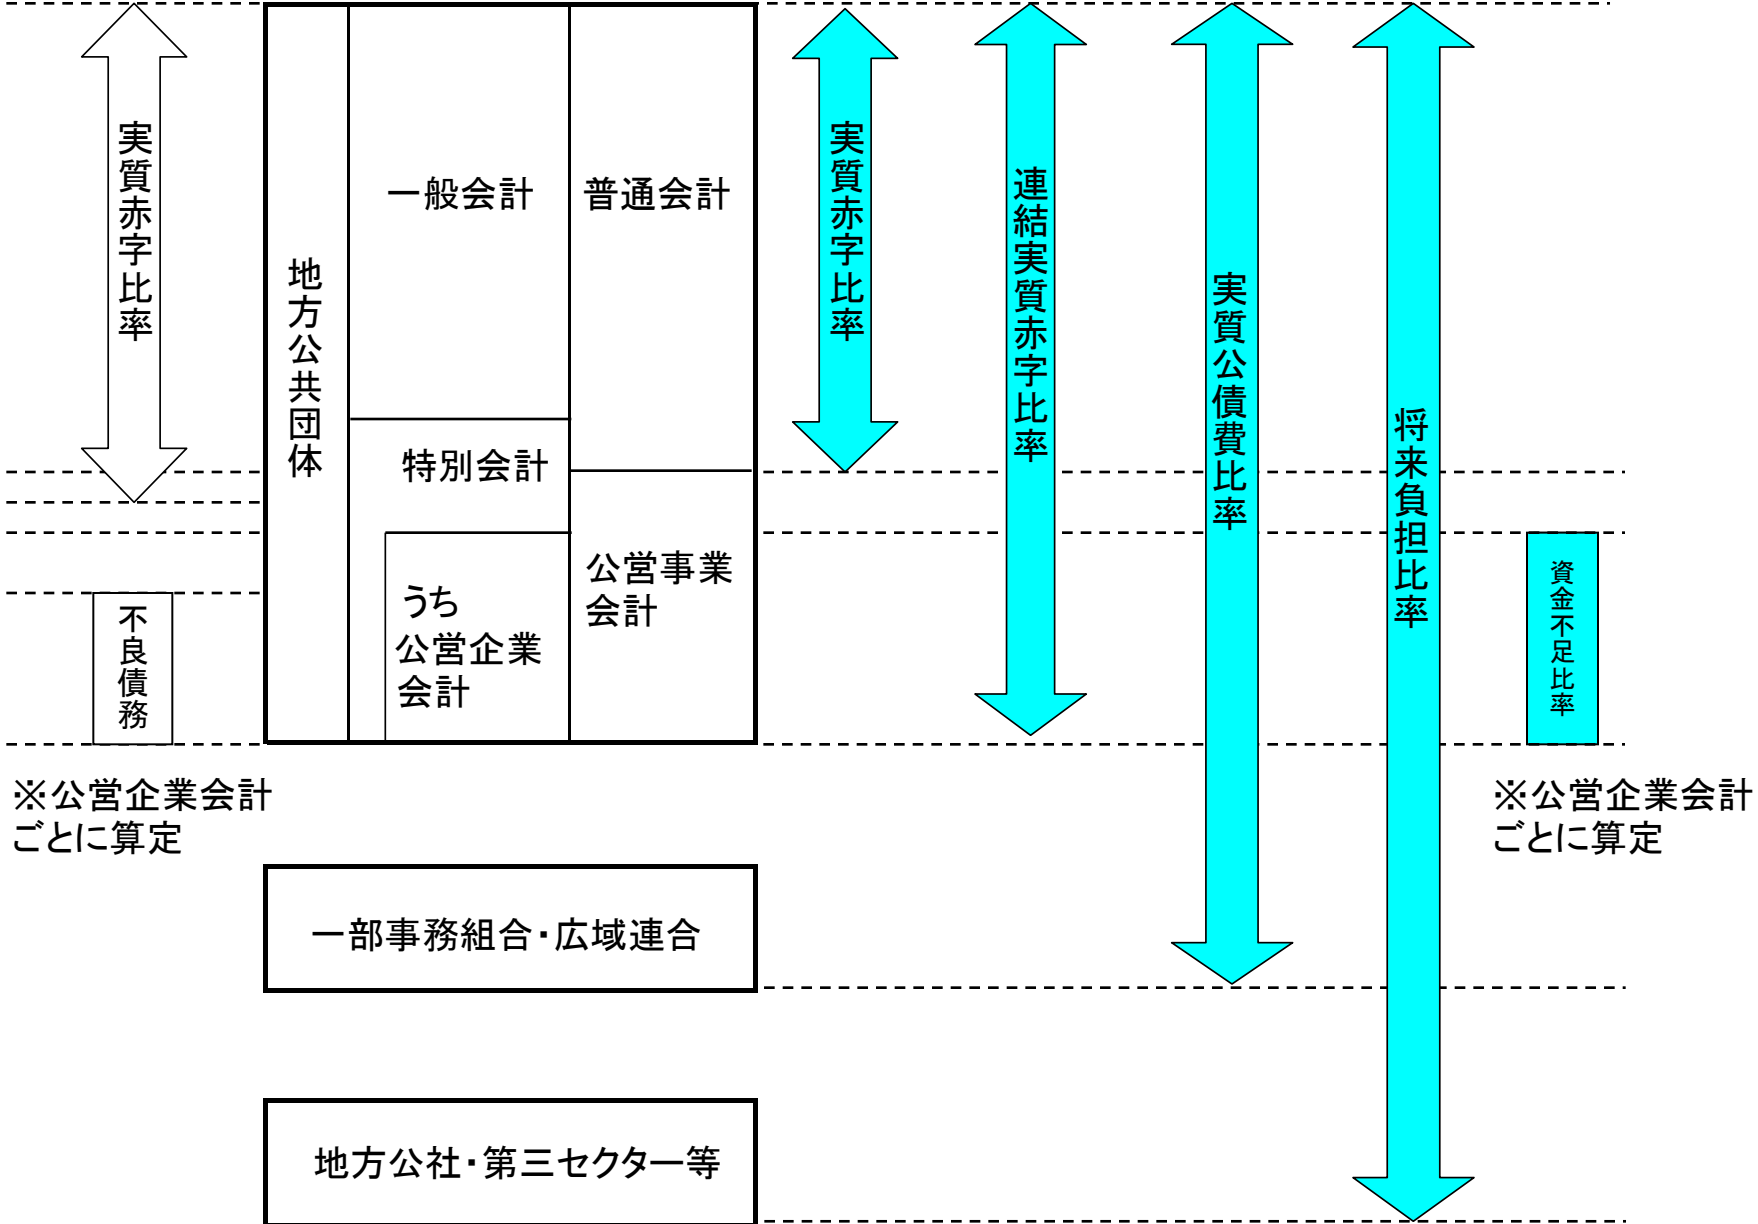 実質赤字比率
不良債務
※公営企業会計
ごとに算定
地方公共団体
一般会計
普通会計
特別会計
うち
公営企業
会計
公営事業
会計
一部事務組合・広域連合
地方公社・第三セクター等
実質赤字比率
連結実質赤字比率
実質公債費比率
将来負担比率
資金不足比率
※公営企業会計
ごとに算定